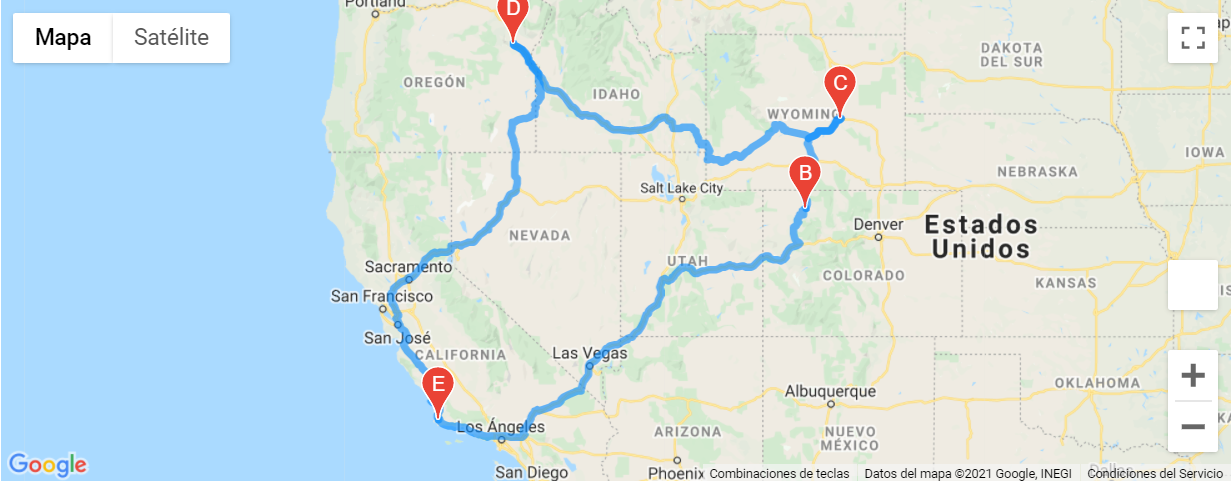 Portland
D
Mapa
Satélite
DAKOTA
DEL SUR
OREGÓN
IDAHO
C
WYOMING
IOWA
NEBRASKA
B
Salt Lake City
Denver
Estados
Unidos
NEVADA
UTAH
COLORADO
KANSAS
Sacramento
San Francisco
San José
CALIFORNIA
Las Vegas
E
Albuquerque
OKLAHOMA
Los Ángeles
ARIZONA
NUEVO
MÉXICO
San Diego
Phoenix
Dallas
Google
Combinaciones de teclas
Datos del mapa ©2021 Google, INEGI
Condiciones del Servicio